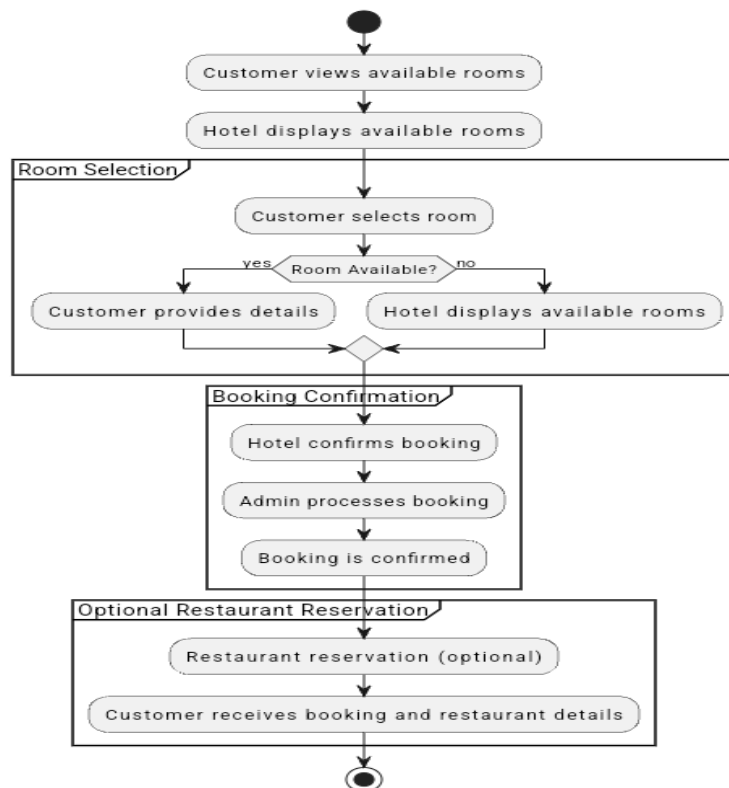 Customer views available rooms
Hotel displays available rooms
Room Selection
Customer selects room
yes
Room Available?
no
Customer provides details
Hotel displays available rooms
Booking Confirmation
Hotel confirms booking
Admin processes booking
Booking is confirmed
Optional Restaurant Reservation
Restaurant reservation (optional)
Customer receives booking and restaurant details